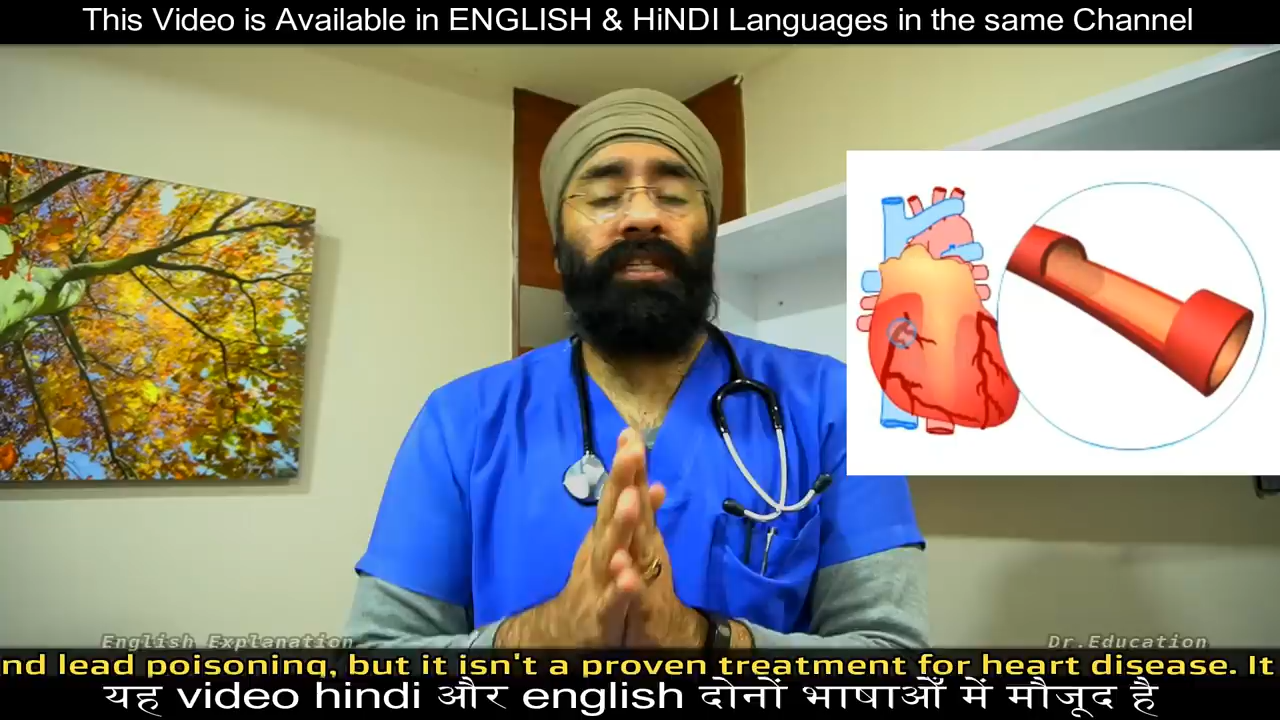 This Video is Available in ENGLISH & HiNDI Languages in the same Channel
English Explanation
Dr.Education
nd lead poisoning, but it isn't a proven treatment for heart disease. It
यह video hindi और english दोनों भाषाओं में मौजूद है